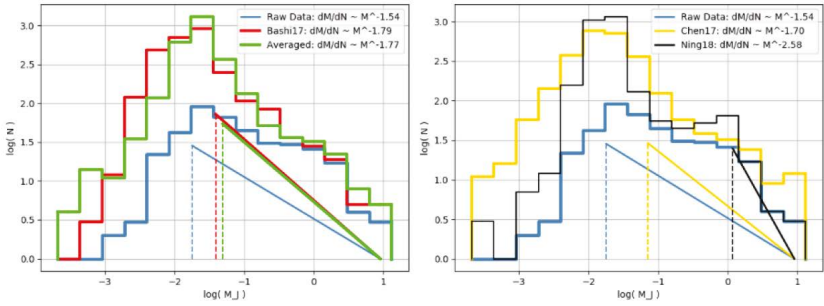 Raw Data: dM/dN ~ M^-1.54
Bashi17: dM/dN ~ M^-1.79
Averaged: dM/dN ~ M^-1.77
3.0
2.5
2.0
1.5
1.0
0.5
0.0
log( N )
−3 −2 −1 0 1
log( M_J )
Raw Data: dM/dN ~ M^-1.54
Chen17: dM/dN ~ M^-1.70
Ning18: dM/dN ~ M^-2.58
3.0
2.5
2.0
1.5
1.0
0.5
0.0
log( N )
−3 −2 −1 0 1
log( M_J )